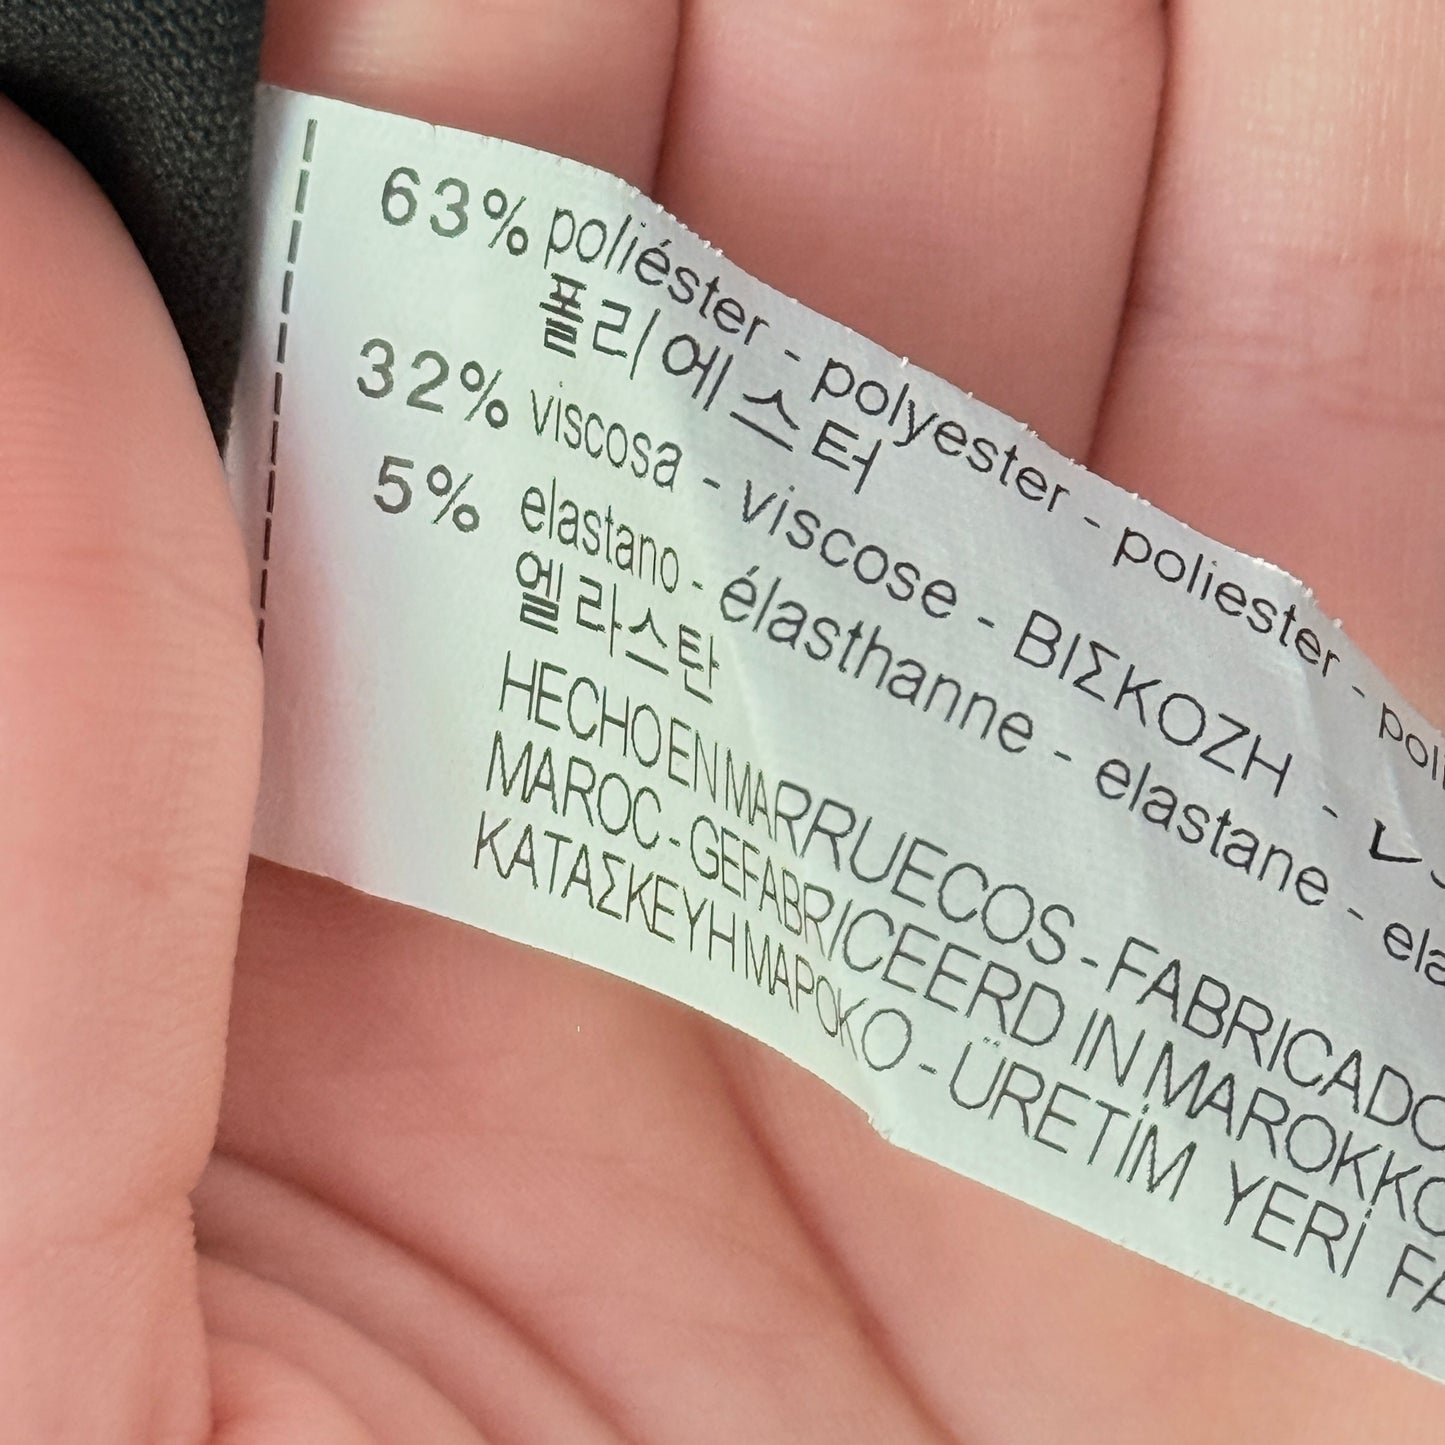 63% poliéster - polyester - poliester -
폴리에스터
32% viscosa - viscose - ΒΙΣΚΟΖΗ -
5% elastano - élasthanne - elastane -
엘라스탄
HECHO EN MARRUECOS - FABRICADO
MAROC - GEFABRICEERD IN MAROKKO
ΚΑΤΑΣΚΕΥΗ ΜΑΡΟΚΟ - ÜRETİM YERİ